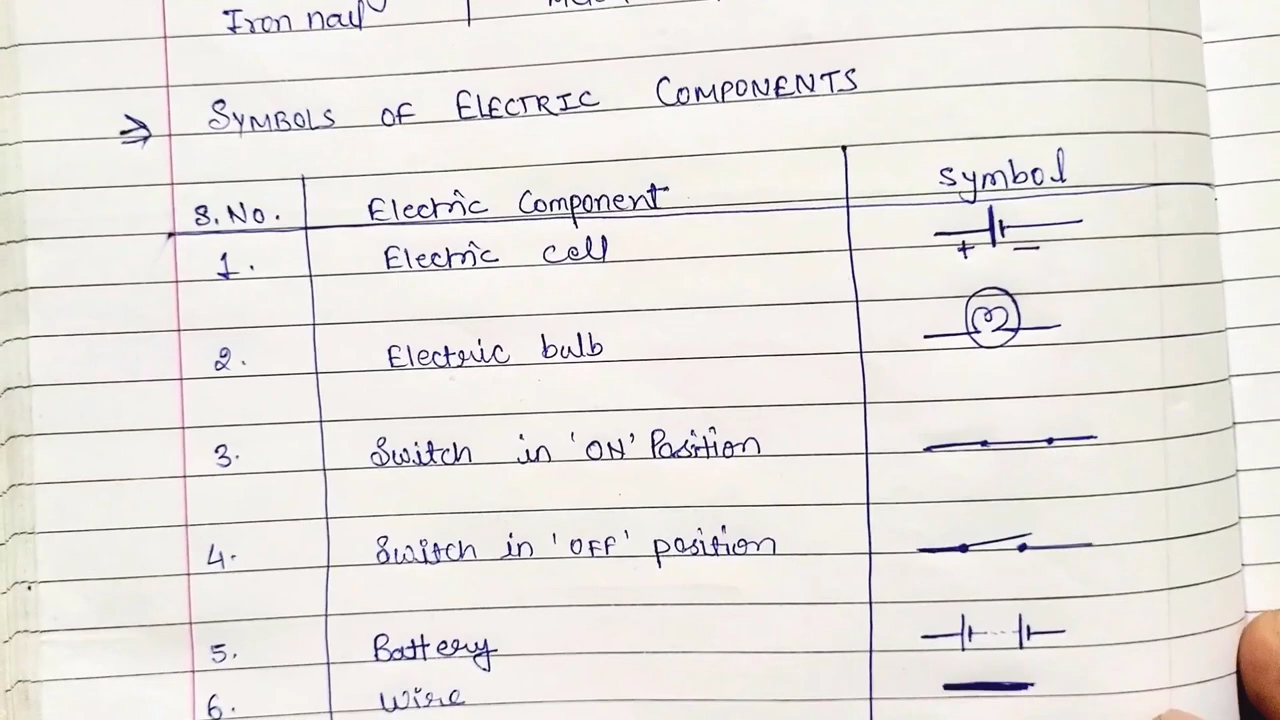 Iron nail
⇒ SYMBOLS OF ELECTRIC COMPONENTS
S. No. Electric Component Symbol
1. Electric cell + −
2. Electric bulb
3. Switch in 'ON' Position
4. Switch in 'OFF' position
5. Battery
6. Wire